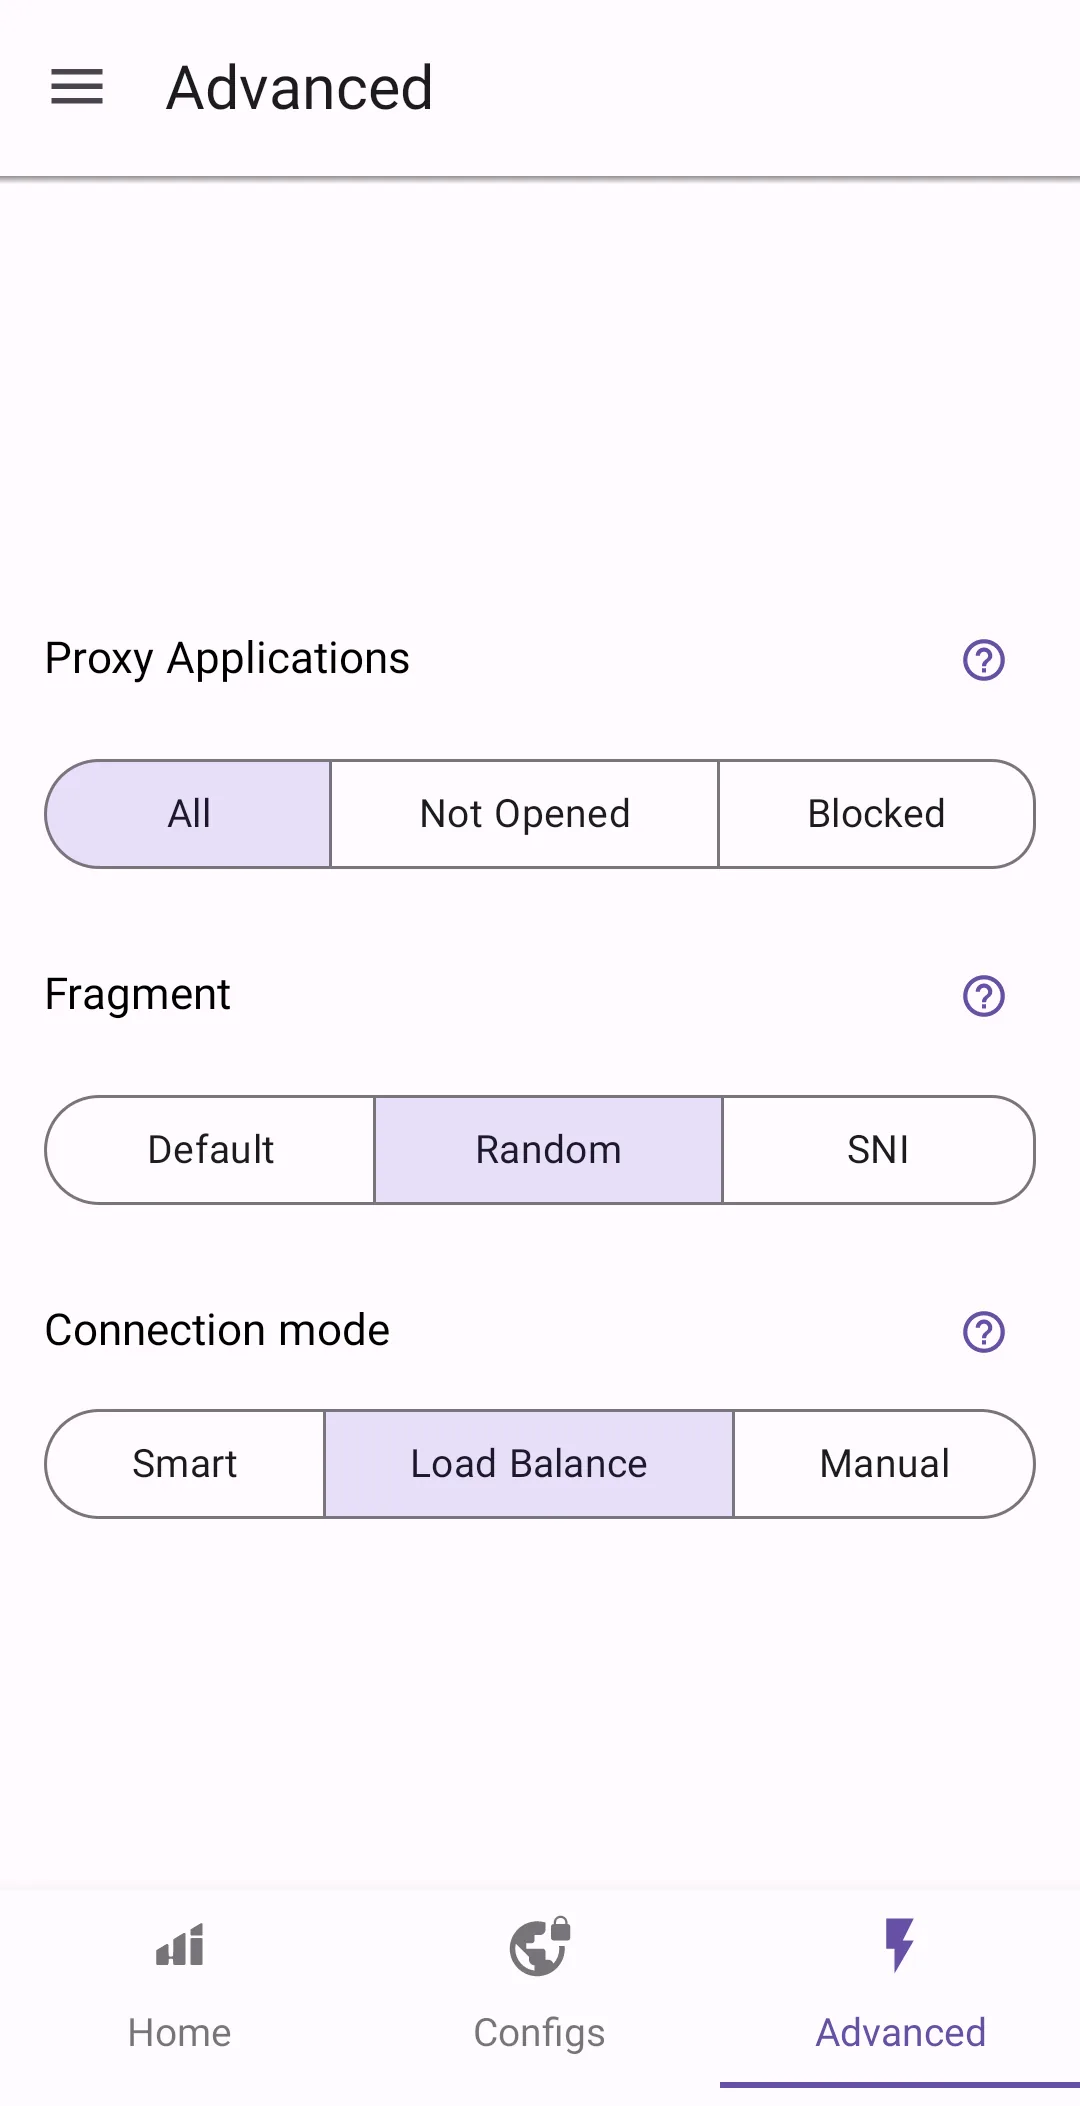 Advanced
Proxy Applications
All
Not Opened
Blocked
Fragment
Default
Random
SNI
Connection mode
Smart
Load Balance
Manual
Home
Configs
Advanced